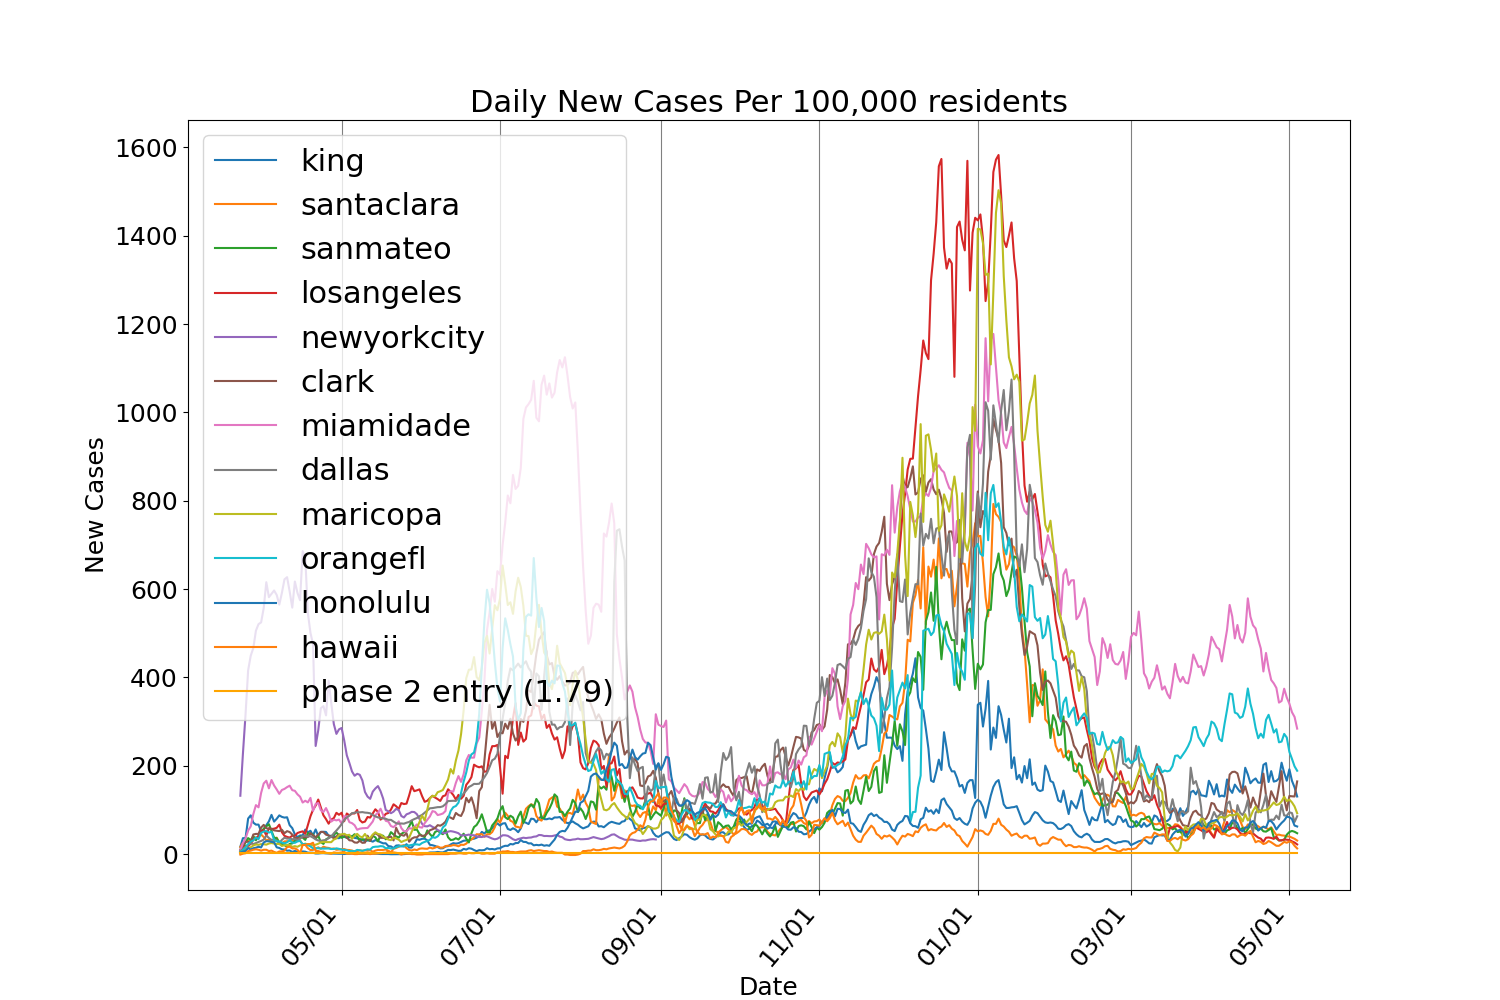 Daily New Cases Per 100,000 residents
1600
1400
1200
1000
800
600
400
200
0
New Cases
king
santaclara
sanmateo
losangeles
newyorkcity
clark
miamidade
dallas
maricopa
orangefl
honolulu
hawaii
phase 2 entry (1.79)
05/01
07/01
09/01
11/01
01/01
03/01
05/01
Date